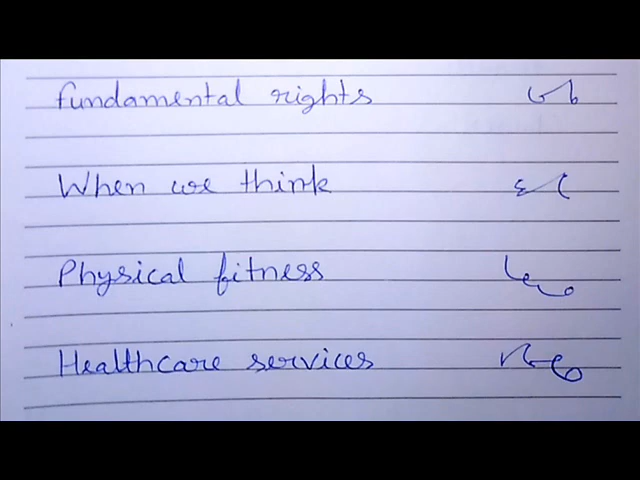 fundamental rights
When we think
Physical fitness
Healthcare services